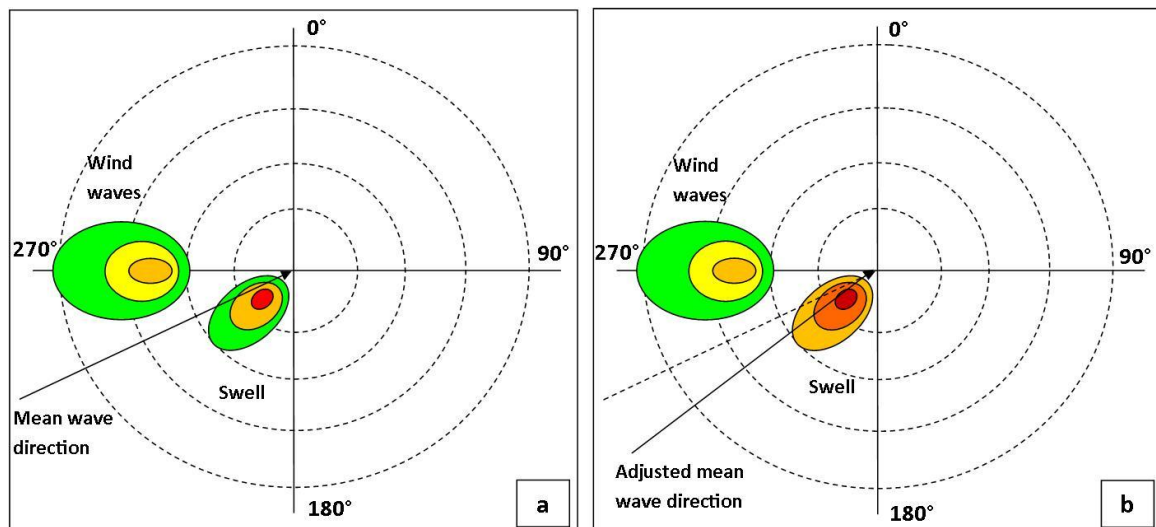 0°
Wind
waves
270°
90°
Swell
Mean wave
direction
180°
a
0°
Wind
waves
270°
90°
Swell
Adjusted mean
wave direction
180°
b